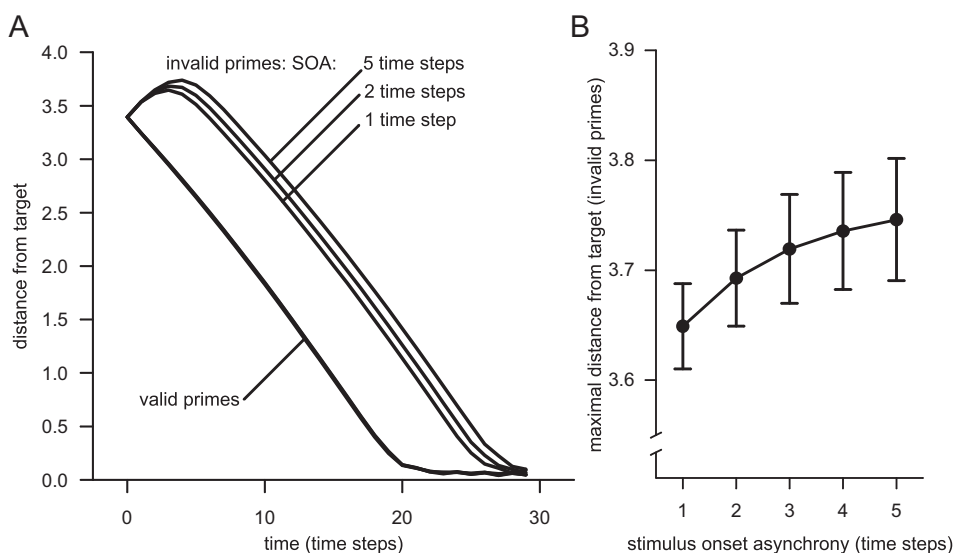 A
distance from target
4.0
3.5
3.0
2.5
2.0
1.5
1.0
0.5
0.0
invalid primes: SOA:
5 time steps
2 time steps
1 time step
valid primes
0
10
20
30
time (time steps)
B
maximal distance from target (invalid primes)
3.9
3.8
3.7
3.6
1
2
3
4
5
stimulus onset asynchrony (time steps)